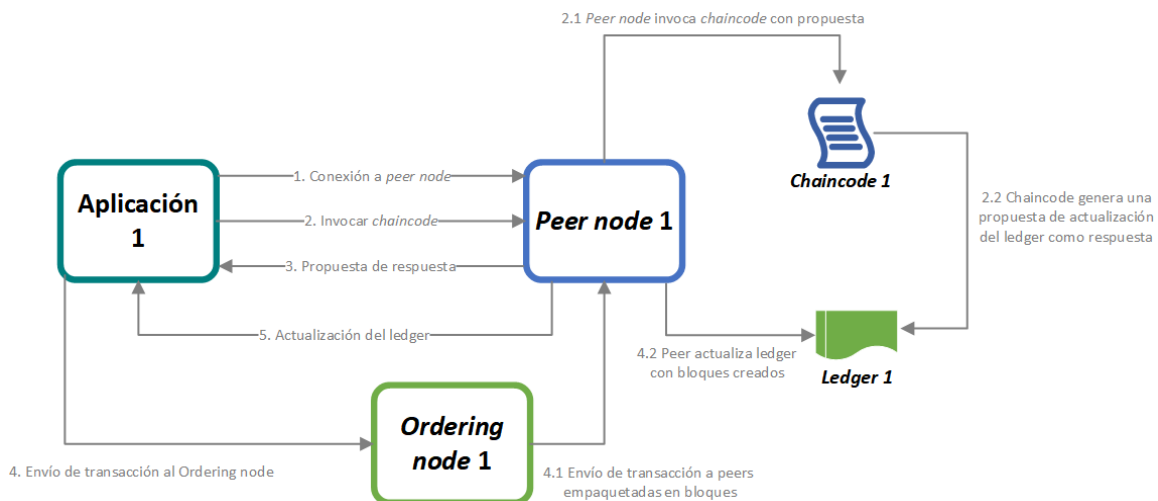 2.1 Peer node invoca chaincode con propuesta
Chaincode 1
2.2 Chaincode genera una
propuesta de actualización
del ledger como respuesta
Aplicación
1
1. Conexión a peer node
2. Invocar chaincode
3. Propuesta de respuesta
Peer node 1
5. Actualización del ledger
4.2 Peer actualiza ledger
con bloques creados
Ledger 1
Ordering
node 1
4. Envío de transacción al Ordering node
4.1 Envío de transacción a peers
empaquetadas en bloques